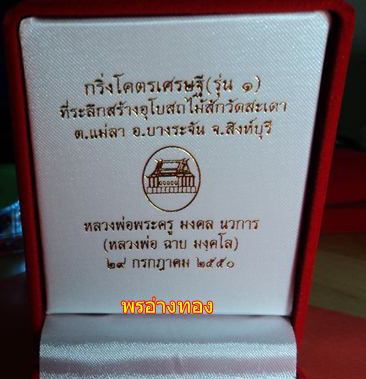 กริ่งโคตรเศรษฐี(รุ่น ๑)
ที่ระลึกสร้างอุโบสถไม้สักวัดสะเดา
ต.แม่ลา อ.บางระจัน จ.สิงห์บุรี
หลวงพ่อพระครู มงคล นวการ
(หลวงพ่อ ฉาบ มงฺคโล)
๒๙ กรกฎาคม ๒๕๕๐
พรอ่างทอง